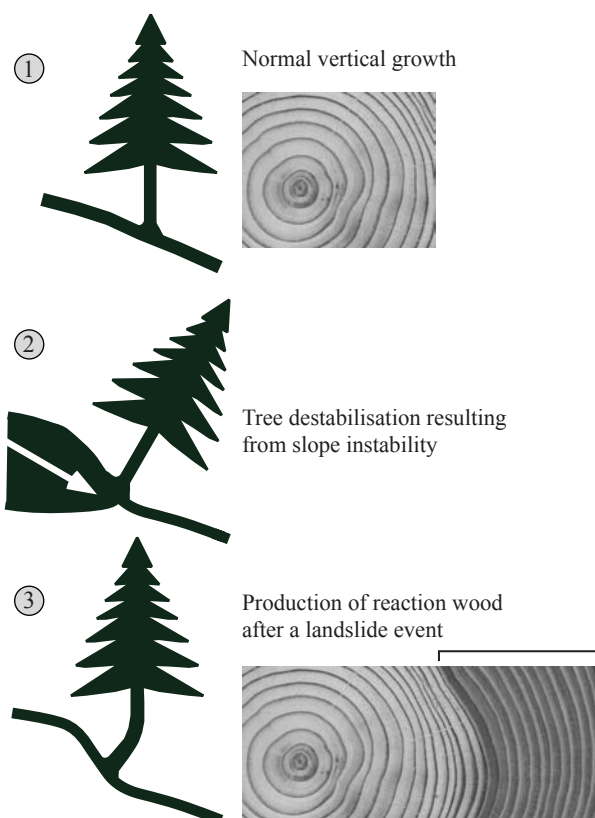 1
Normal vertical growth
2
Tree destabilisation resulting
from slope instability
3
Production of reaction wood
after a landslide event